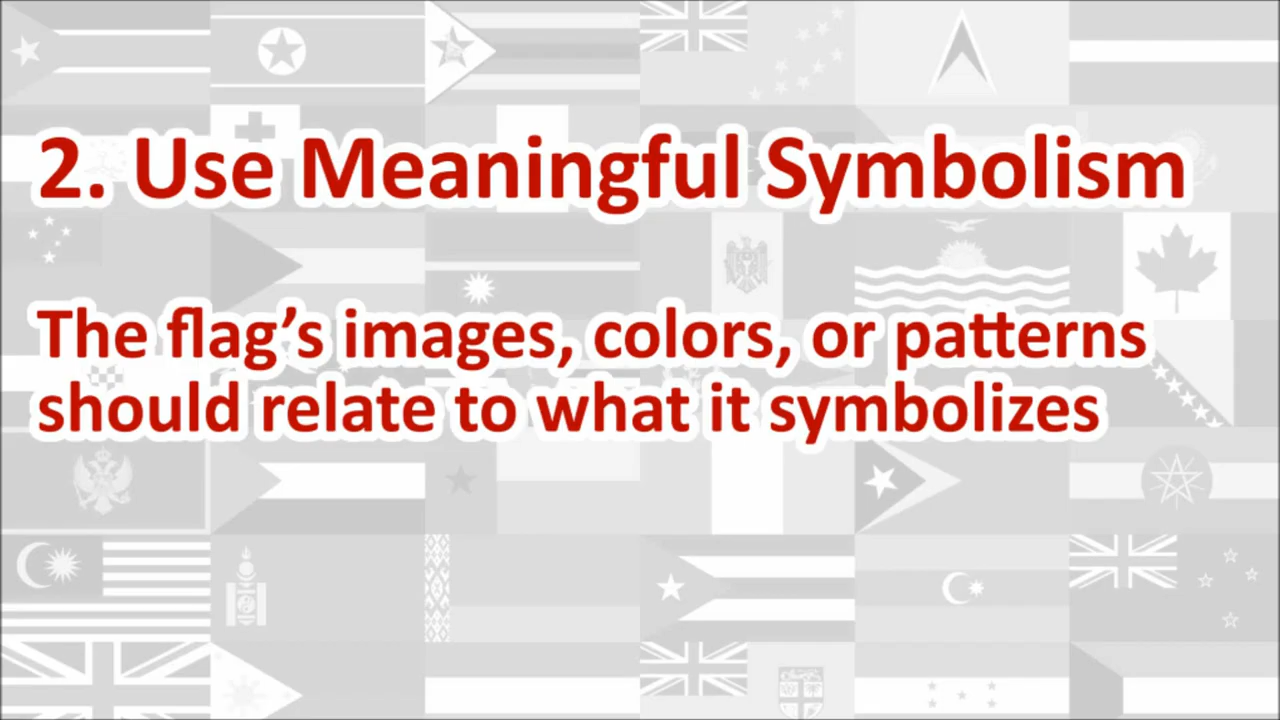 2. Use Meaningful Symbolism
The flag’s images, colors, or patterns
should relate to what it symbolizes